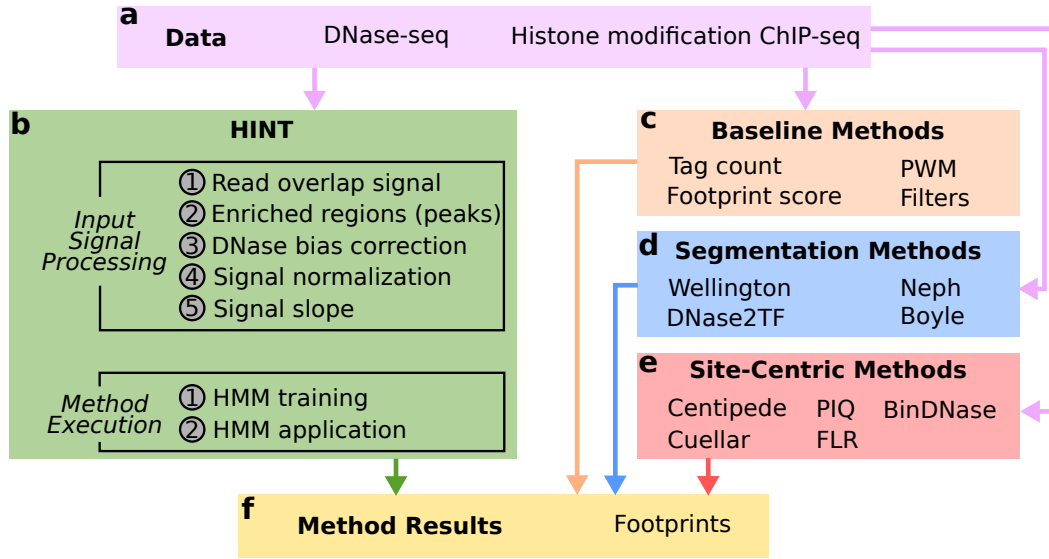 a
Data DNase-seq Histone modification ChIP-seq
b
HINT
Input
Signal
Processing
1 Read overlap signal
2 Enriched regions (peaks)
3 DNase bias correction
4 Signal normalization
5 Signal slope
Method
Execution
1 HMM training
2 HMM application
c
Baseline Methods
Tag count PWM
Footprint score Filters
d
Segmentation Methods
Wellington Neph
DNase2TF Boyle
e
Site-Centric Methods
Centipede PIQ BinDNase
Cuellar FLR
f
Method Results Footprints